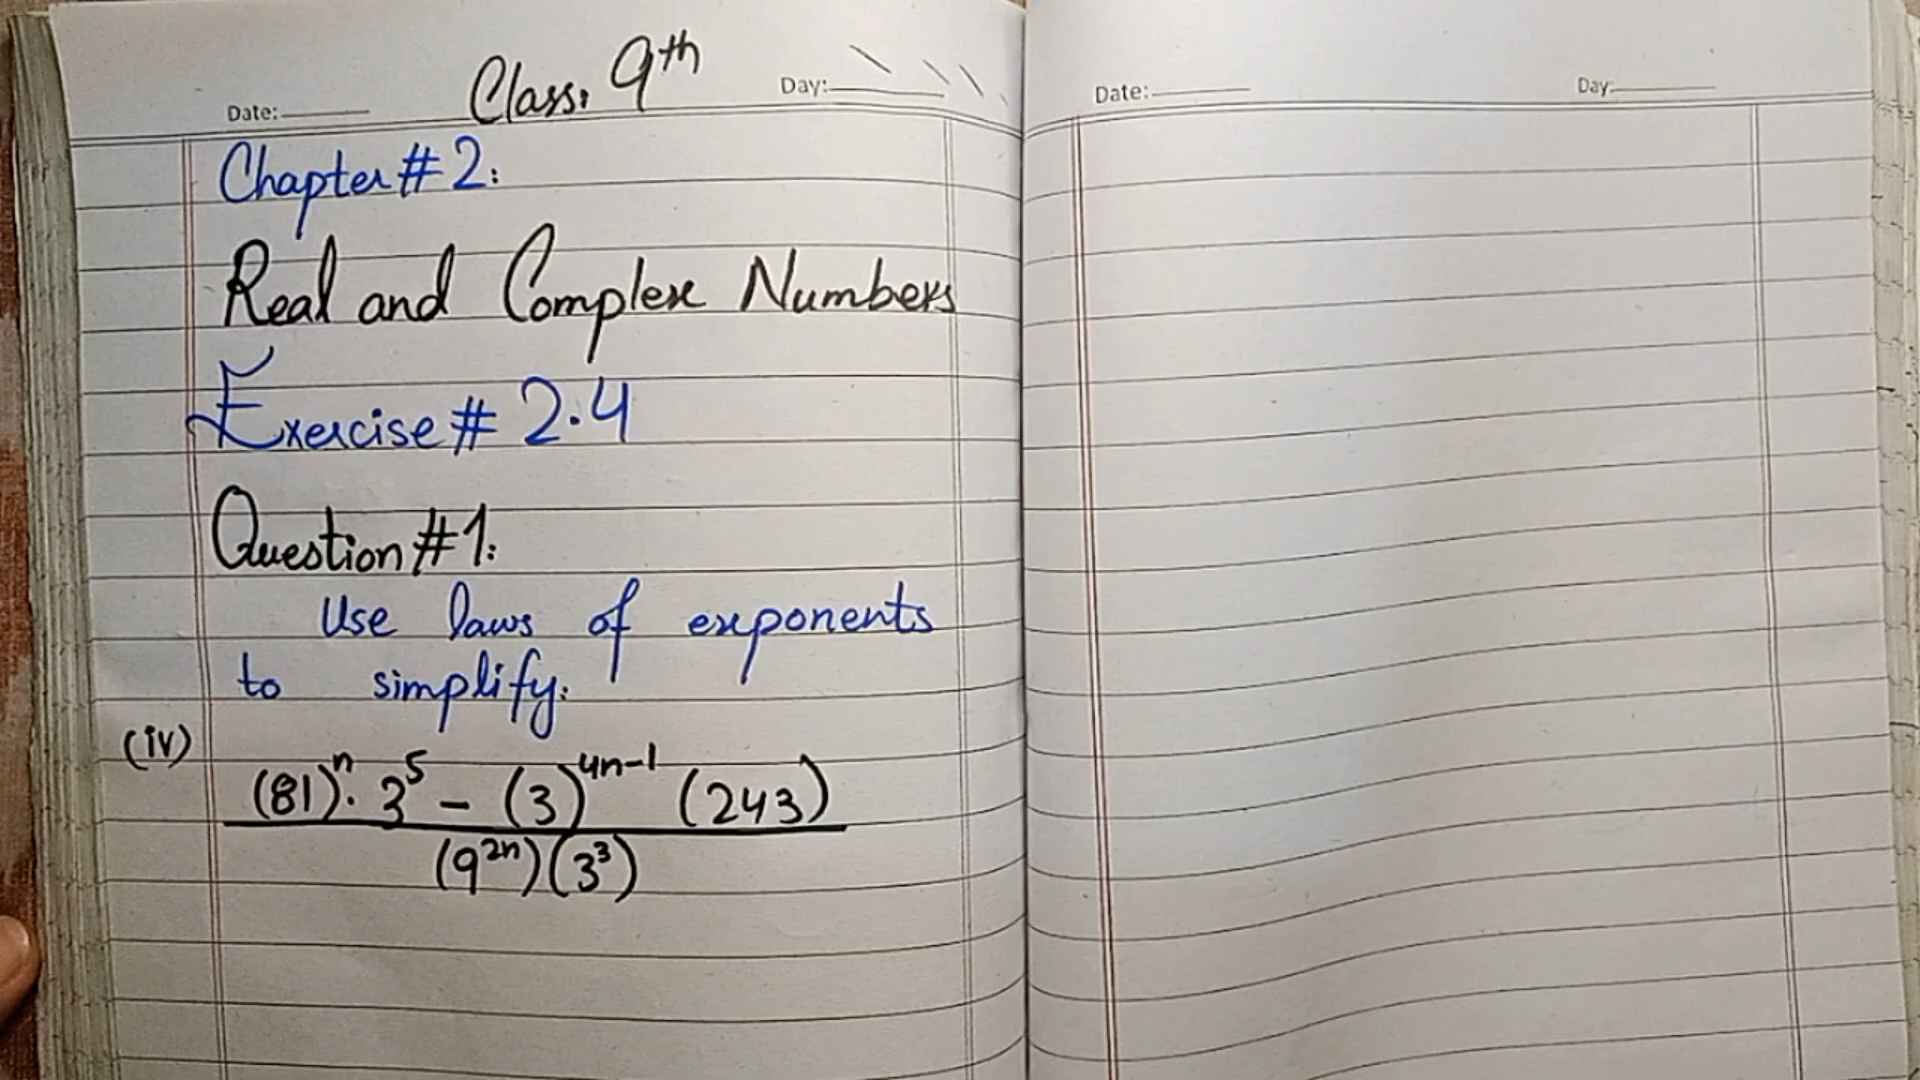 Class: 9th
Date: Day:
Chapter # 2:
Real and Complex Numbers
Exercise # 2.4
Question # 1:
Use laws of exponents
to simplify:
(iv)
(81)^n . 3^5 - (3)^{4n-1} (243)
(9^{2n}) (3^3)
Date: Day: